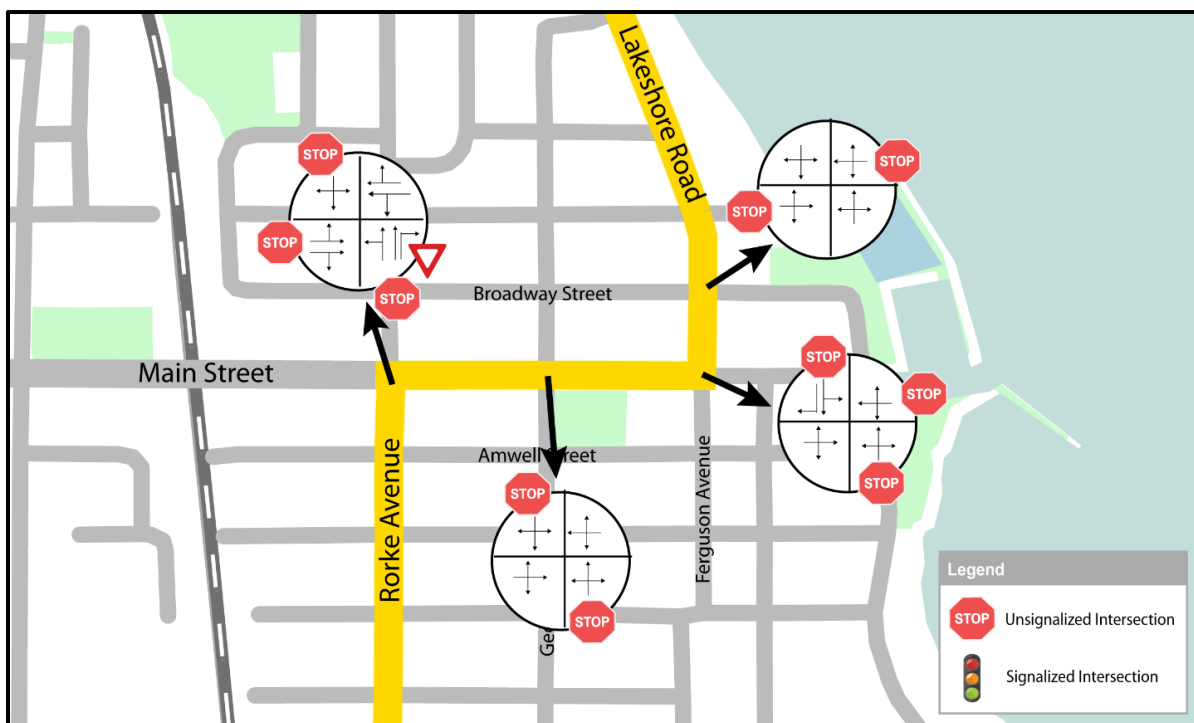 Lakeshore Road
STOP
STOP
STOP
STOP
STOP
Broadway Street
STOP
Main Street
STOP
STOP
Amwell Street
Rorke Avenue
Ferguson Avenue
STOP
STOP
STOP
Legend
STOP Unsignalized Intersection
Signalized Intersection